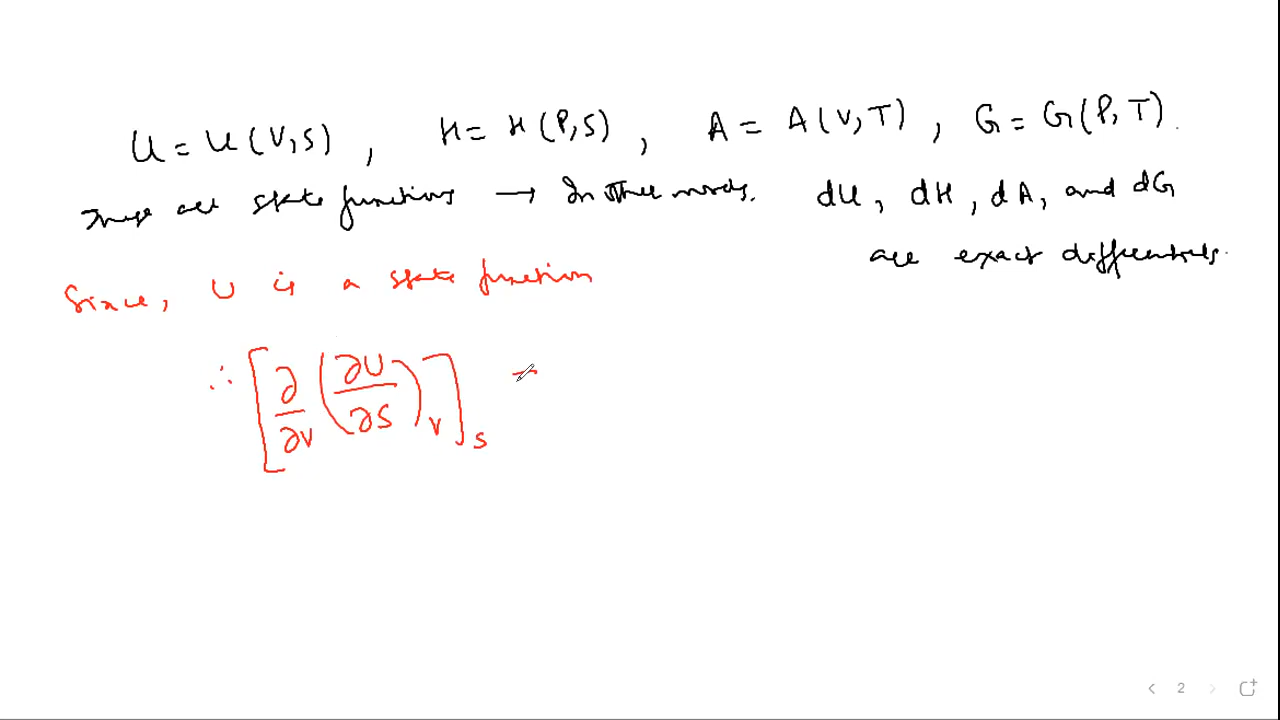 U = U(V,S) , H = H(P,S) , A = A(V,T) , G = G(P,T).
These are state functions → In other words. dU, dH, dA, and dG
are exact differentials.
Since, U is a state function
∴ [∂/∂V (∂U/∂S)_V]_S =
< 2 >